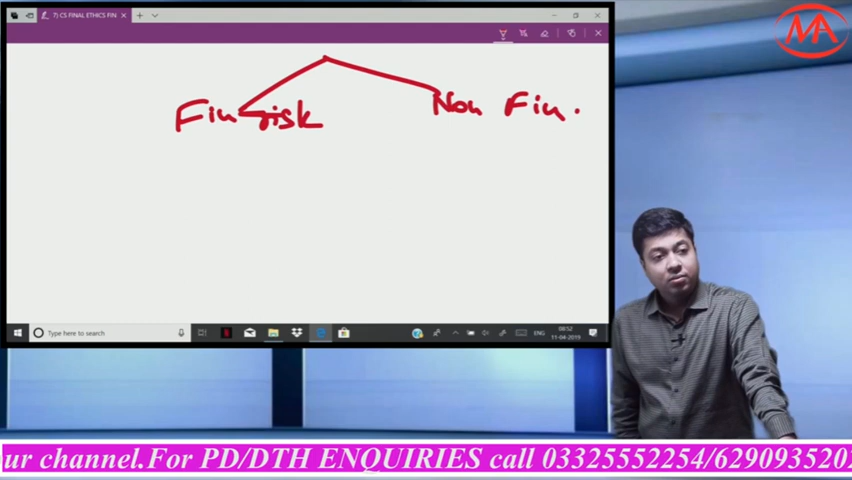 7) CS FINAL ETHICS FIN
MA
Fin risk
Non Fin.
Type here to search
ENG
08:52
11-04-2019
ur channel.For PD/DTH ENQUIRIES call 03325552254/629093520